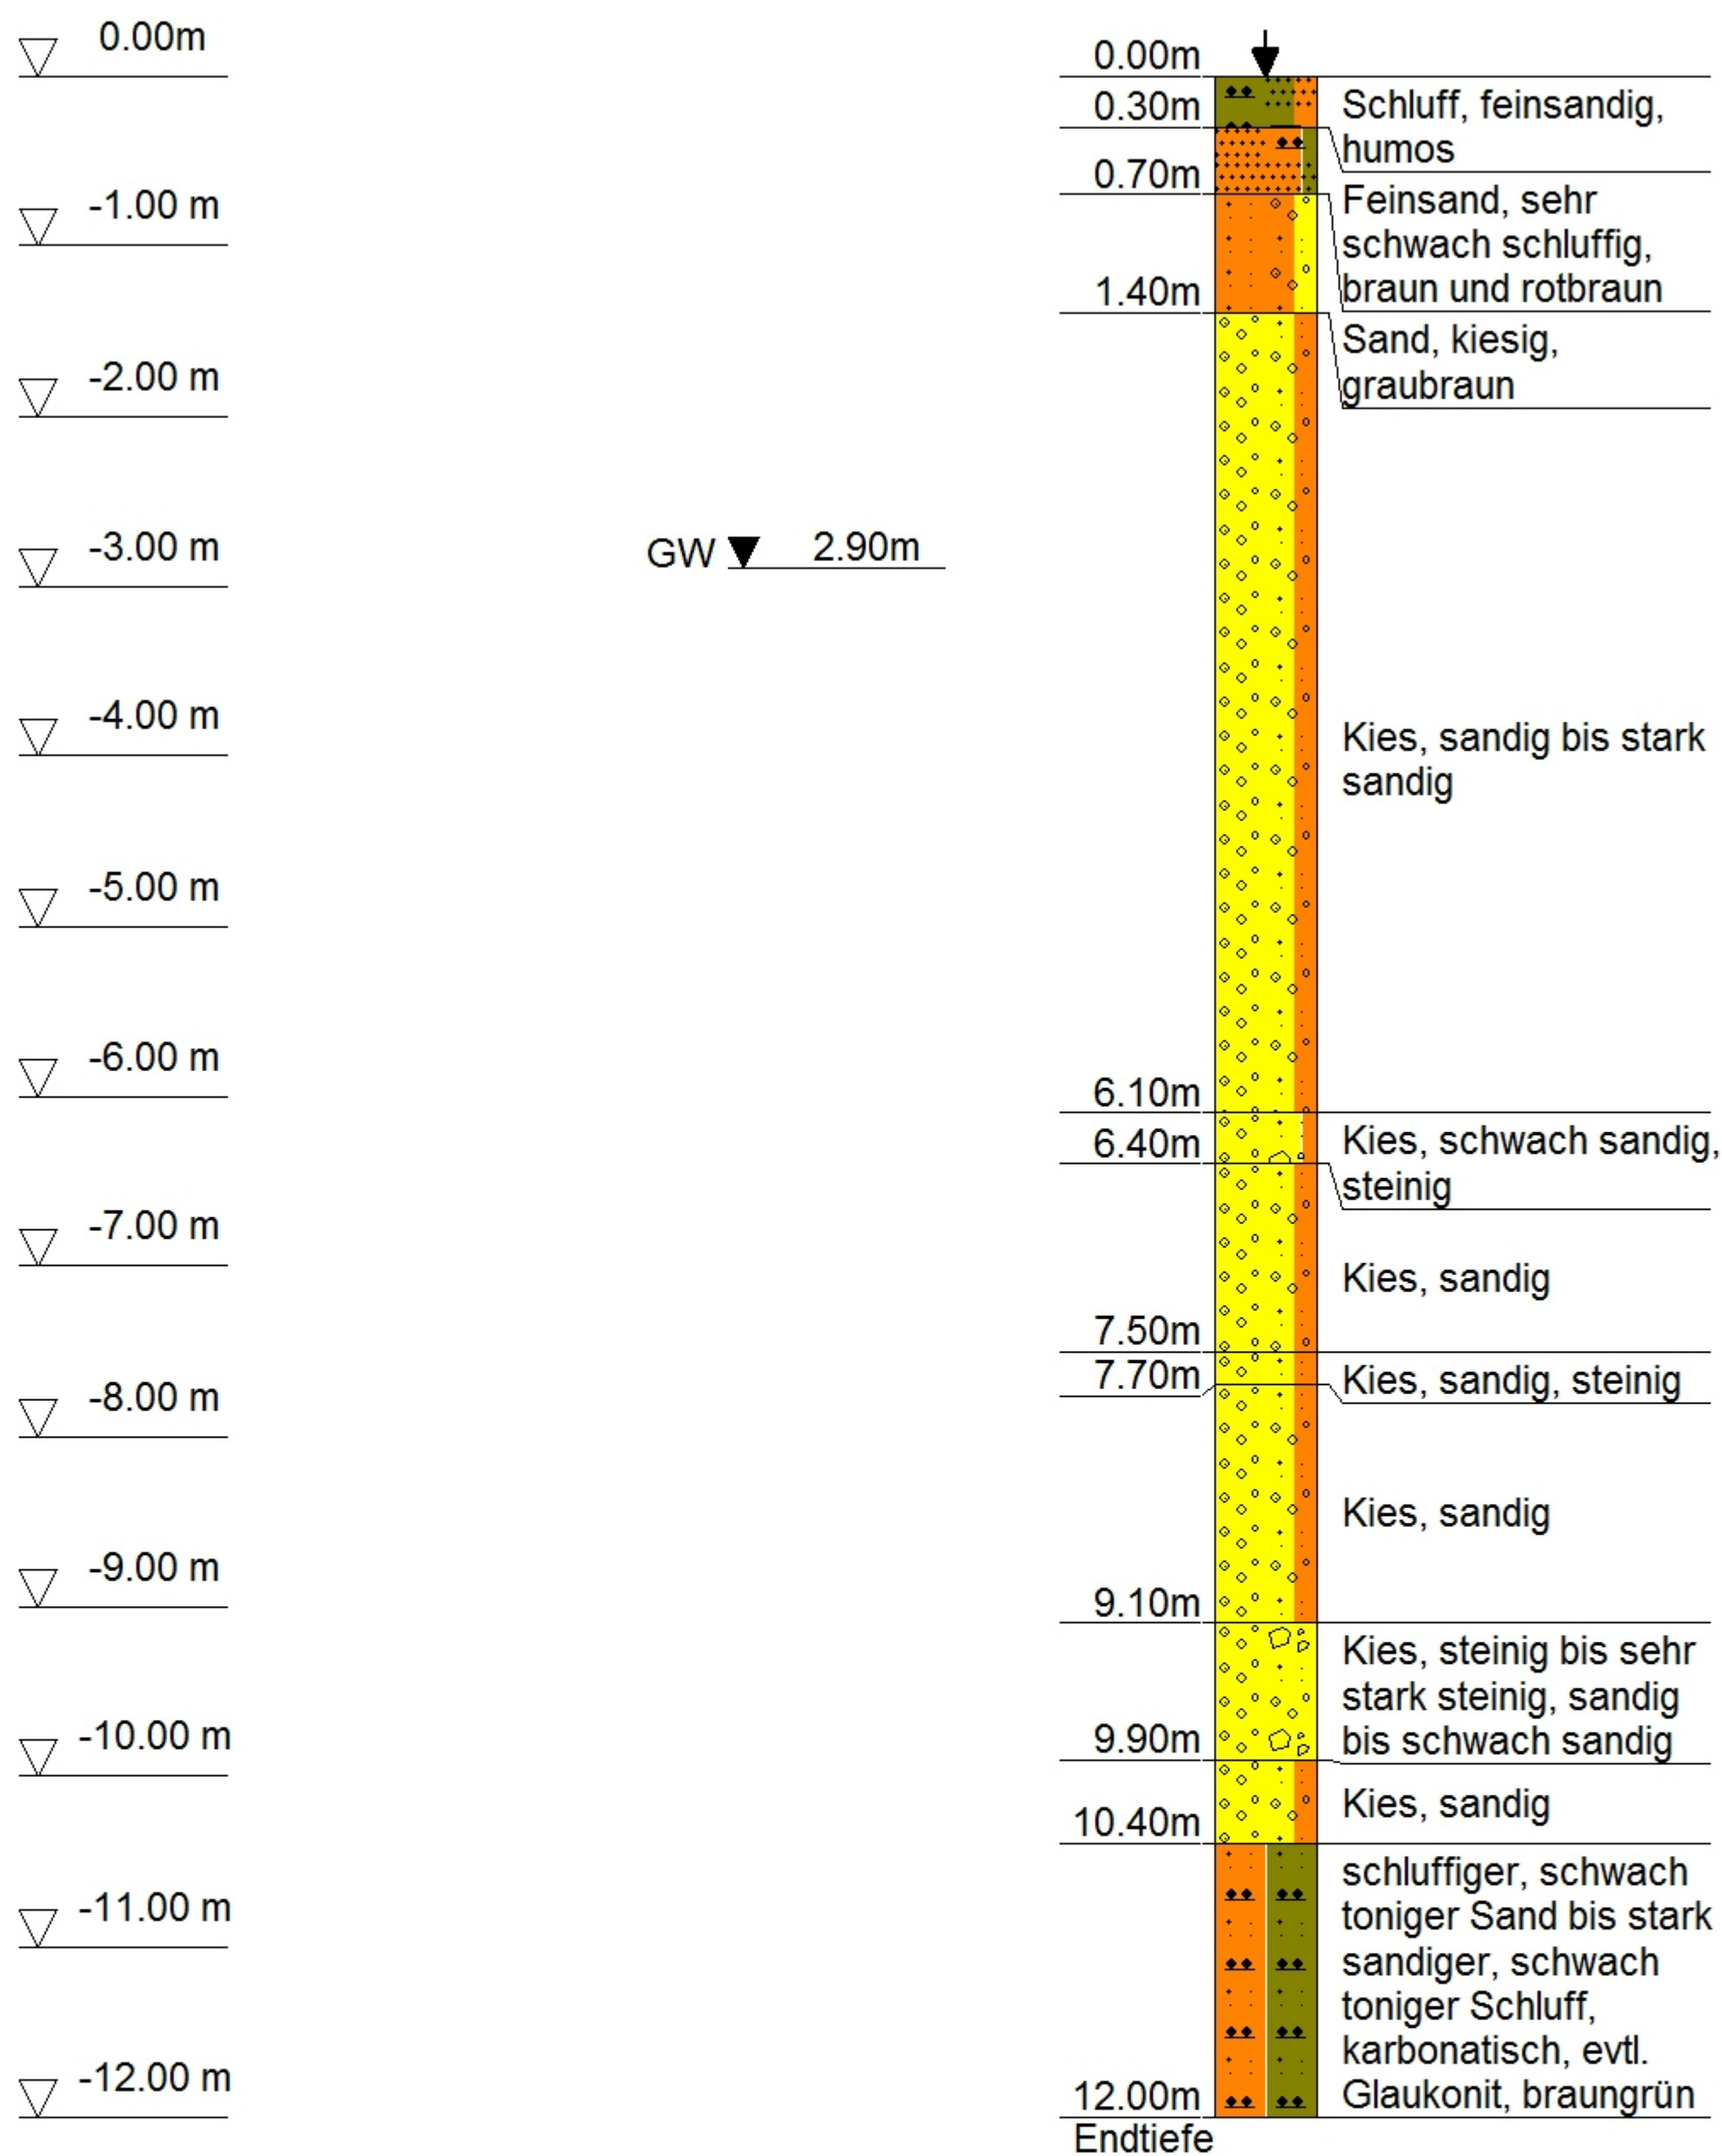 0.00m
-1.00 m
-2.00 m
-3.00 m
-4.00 m
-5.00 m
-6.00 m
-7.00 m
-8.00 m
-9.00 m
-10.00 m
-11.00 m
-12.00 m
GW 2.90m
0.00m
0.30m
0.70m
1.40m
6.10m
6.40m
7.50m
7.70m
9.10m
9.90m
10.40m
12.00m
Endtiefe
Schluff, feinsandig,
humos
Feinsand, sehr
schwach schluffig,
braun und rotbraun
Sand, kiesig,
graubraun
Kies, sandig bis stark
sandig
Kies, schwach sandig,
steinig
Kies, sandig
Kies, sandig, steinig
Kies, sandig
Kies, steinig bis sehr
stark steinig, sandig
bis schwach sandig
Kies, sandig
schluffiger, schwach
toniger Sand bis stark
sandiger, schwach
toniger Schluff,
karbonatisch, evtl.
Glaukonit, braungrün